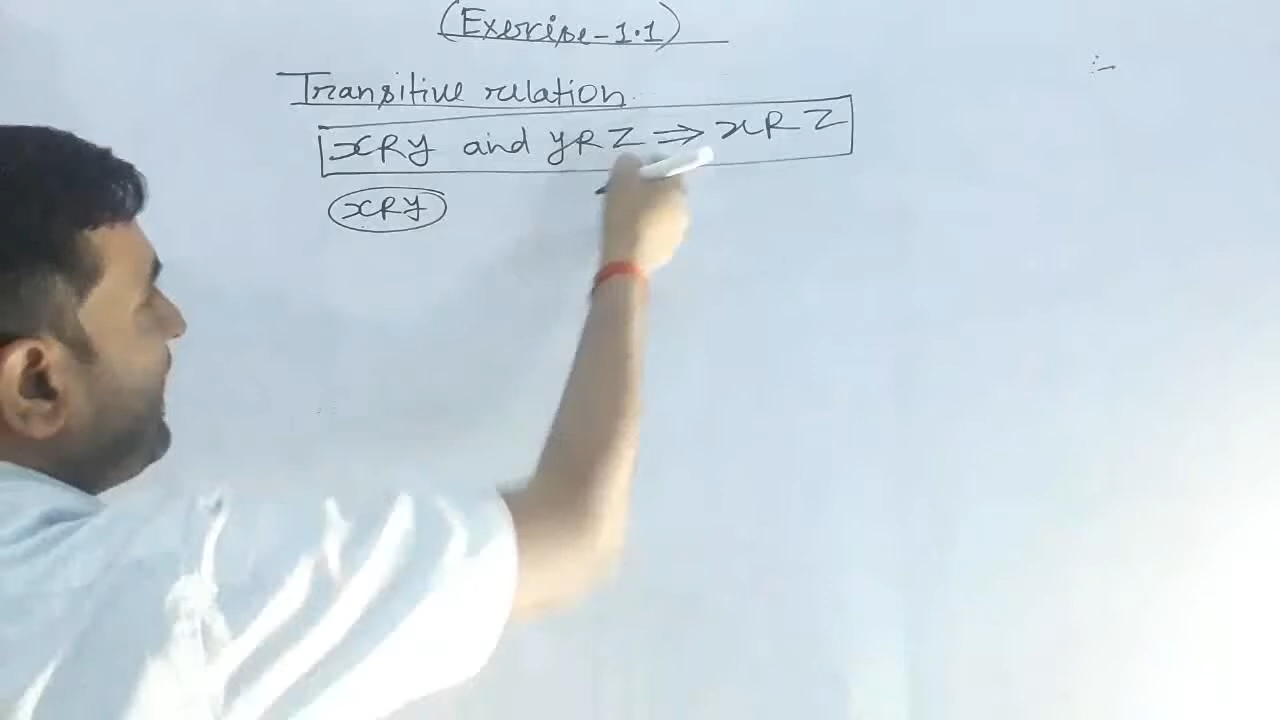 (Exercise-1.1)
Transitive relation
xRy and yRz ⇒ xRz
xRy